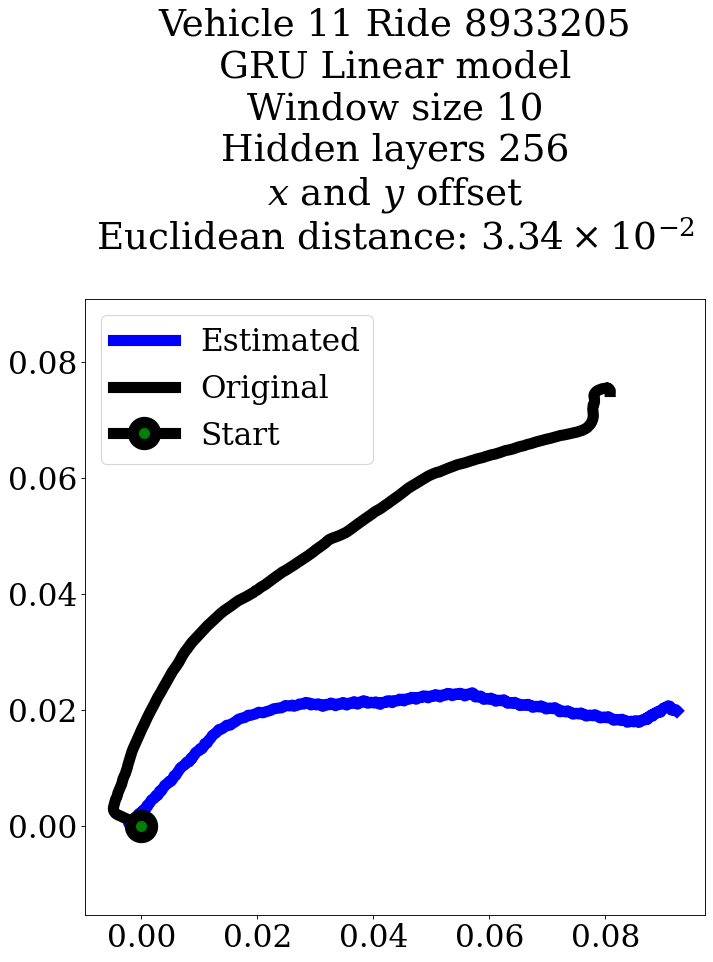 Vehicle 11 Ride 8933205
GRU Linear model
Window size 10
Hidden layers 256
x and y offset
Euclidean distance: 3.34 × 10⁻²
Estimated
Original
Start
0.08
0.06
0.04
0.02
0.00
0.00 0.02 0.04 0.06 0.08